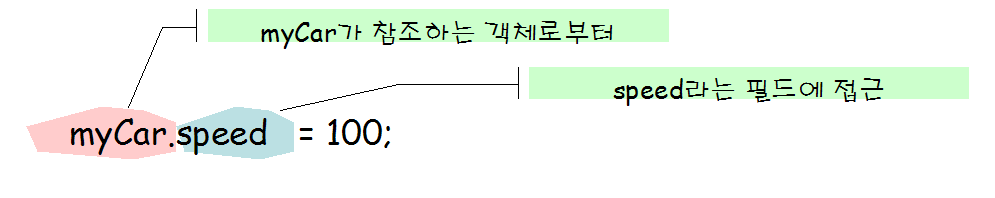 myCar가 참조하는 객체로부터
speed라는 필드에 접근
myCar.speed = 100;